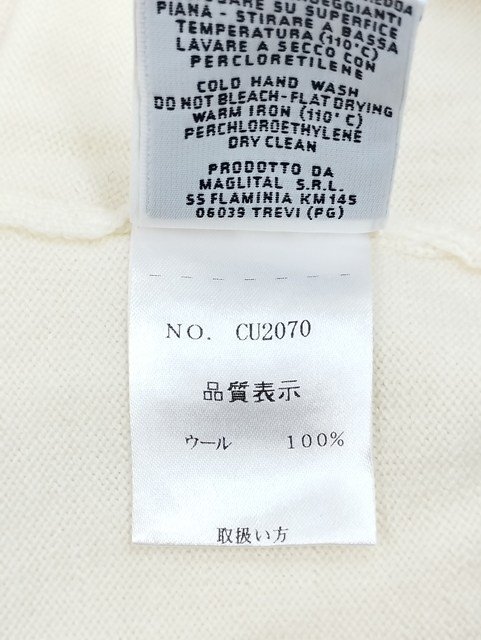 PIANA - STIRARE A BASSA
TEMPERATURA (110°C)
LAVARE A SECCO CON
PERCLORETILENE
COLD HAND WASH
DO NOT BLEACH-FLAT DRYING
WARM IRON (110°C)
PERCHLOROETHYLENE
DRY CLEAN
PRODOTTO DA
MAGLITAL S.R.L.
SS FLAMINIA KM 145
06039 TREVI (PG)
NO. CU2070
品質表示
ウール 100%
取扱い方